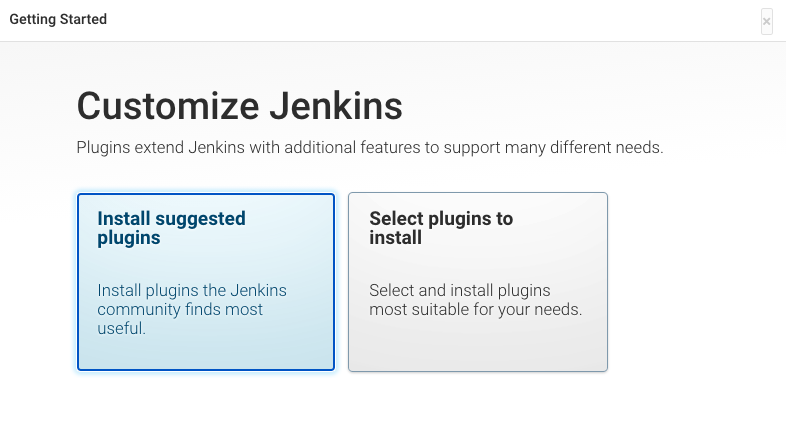 Getting Started
×
Customize Jenkins
Plugins extend Jenkins with additional features to support many different needs.
Install suggested
plugins
Install plugins the Jenkins
community finds most
useful.
Select plugins to
install
Select and install plugins
most suitable for your needs.